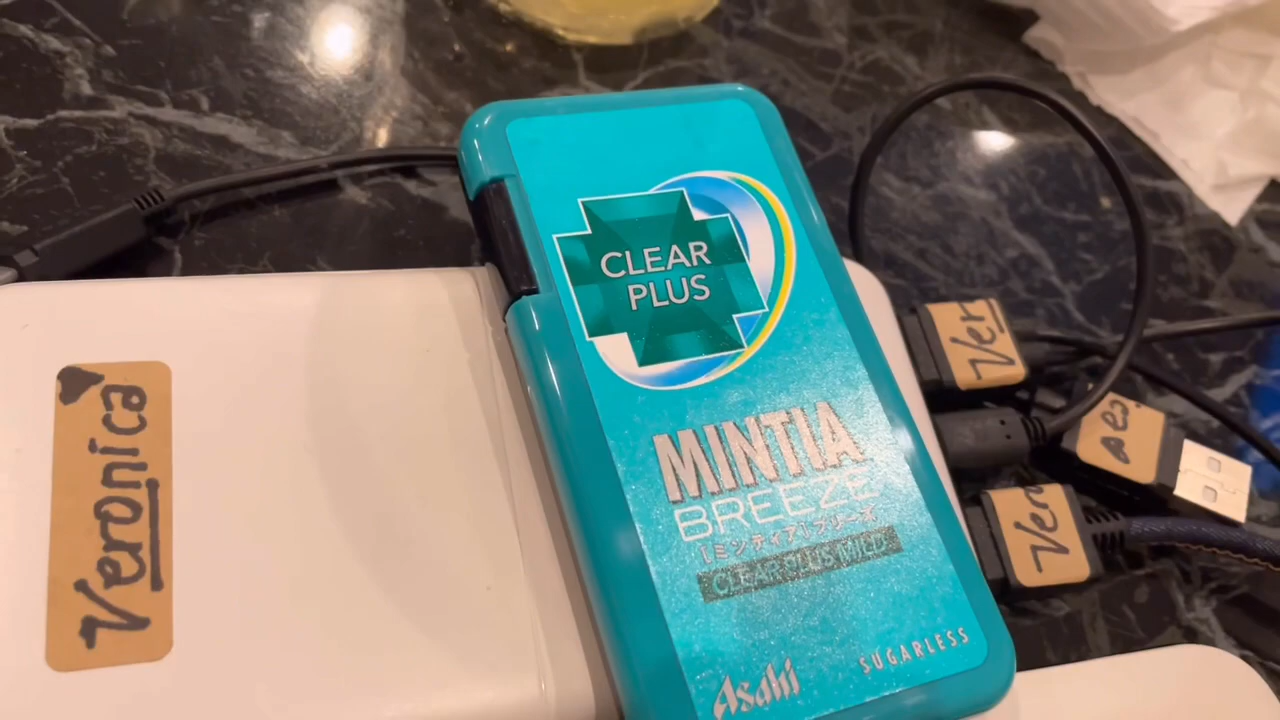 Veronica
CLEAR
PLUS
MINTIA
BREEZE
[ミンティア]ブリーズ
CLEAR PLUS MILD
Asahi
SUGARLESS
Ver
Vero